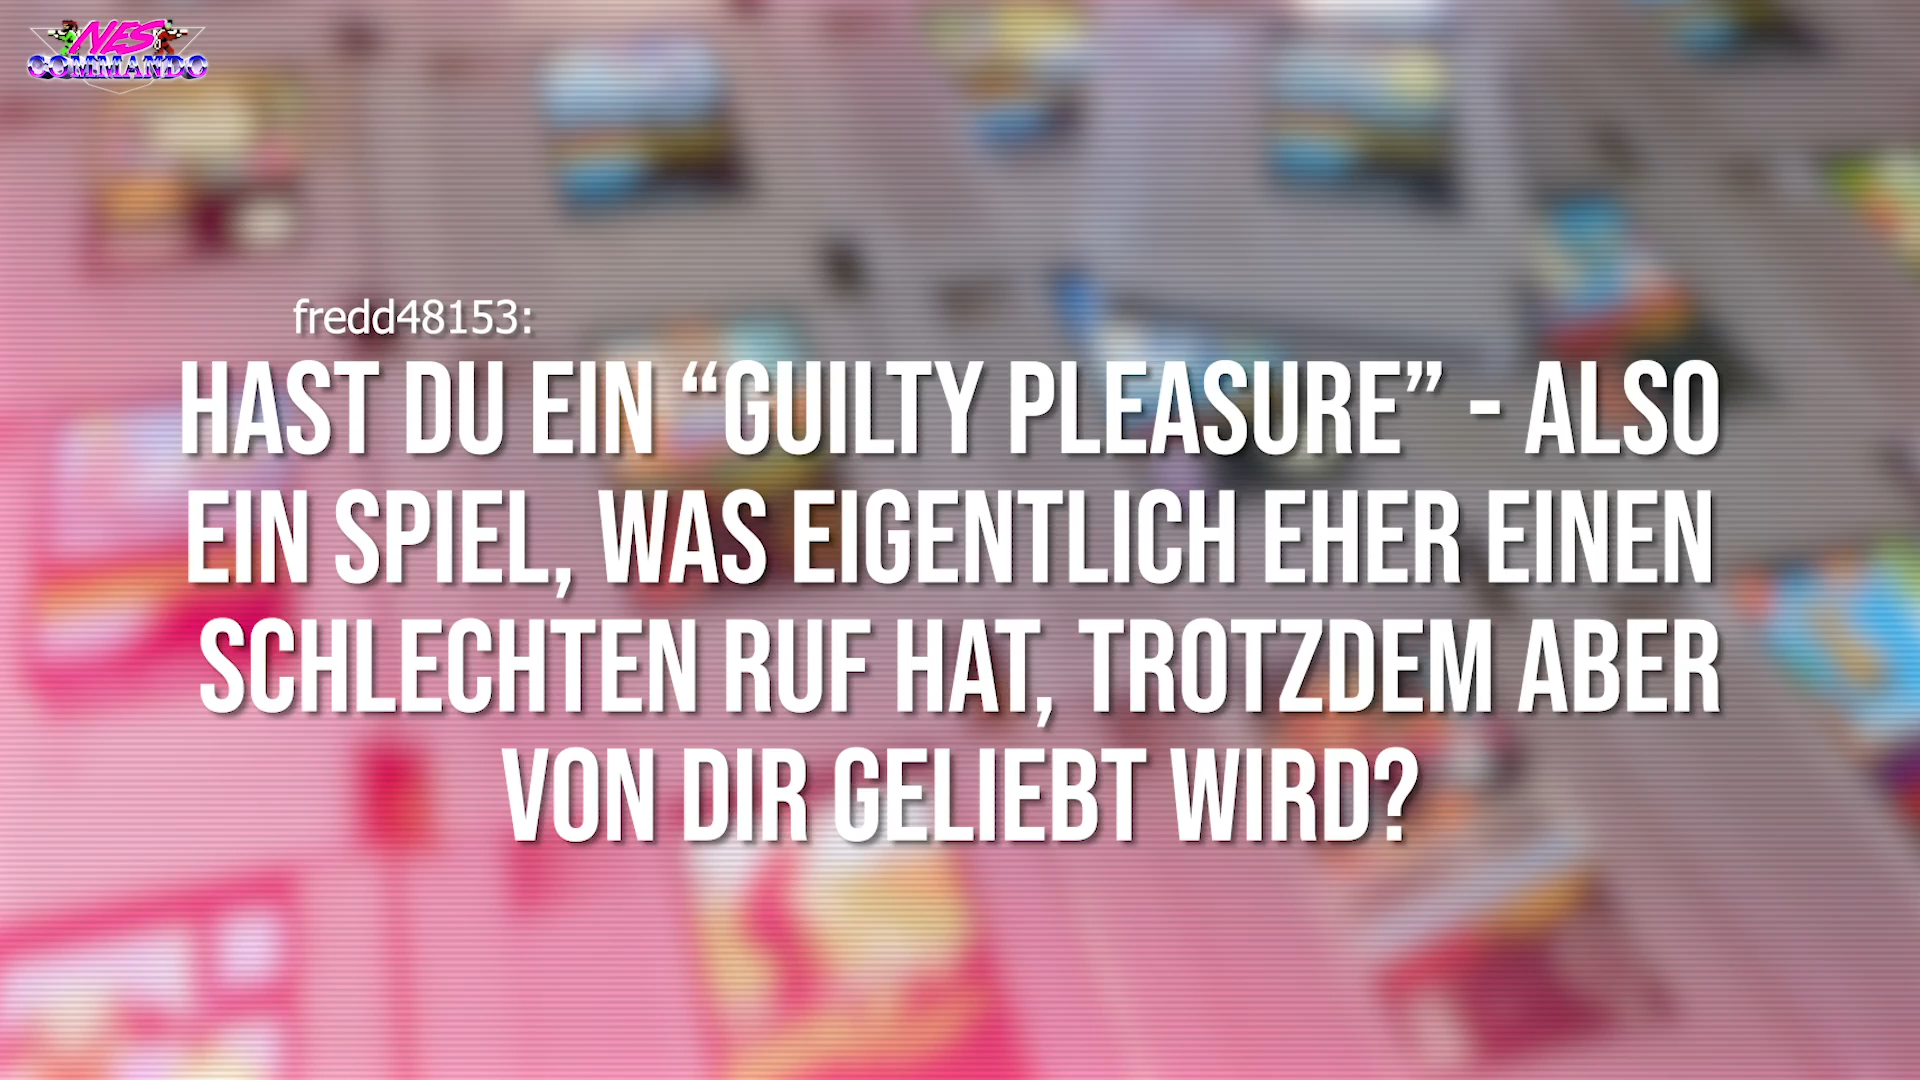 NES
COMMANDO
fredd48153:
HAST DU EIN “GUILTY PLEASURE” - ALSO
EIN SPIEL, WAS EIGENTLICH EHER EINEN
SCHLECHTEN RUF HAT, TROTZDEM ABER
VON DIR GELIEBT WIRD?